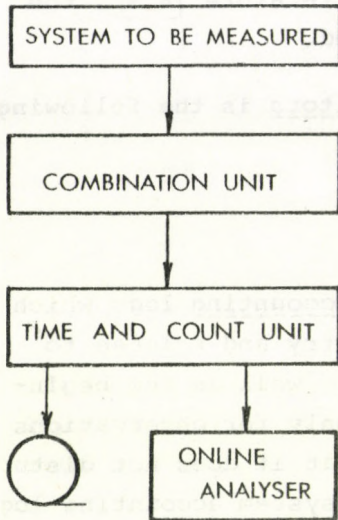 SYSTEM TO BE MEASURED
COMBINATION UNIT
TIME AND COUNT UNIT
ONLINE
ANALYSER